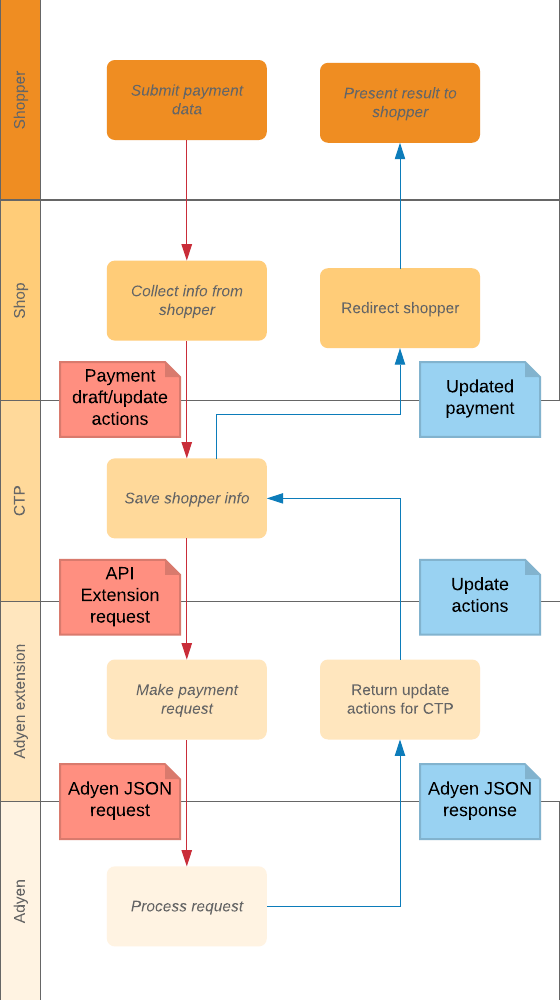 Shopper
Submit payment
data
Present result to
shopper
Shop
Collect info from
shopper
Redirect shopper
Payment
draft/update
actions
Updated
payment
CTP
Save shopper info
API
Extension
request
Update
actions
Adyen extension
Make payment
request
Return update
actions for CTP
Adyen JSON
request
Adyen JSON
response
Adyen
Process request